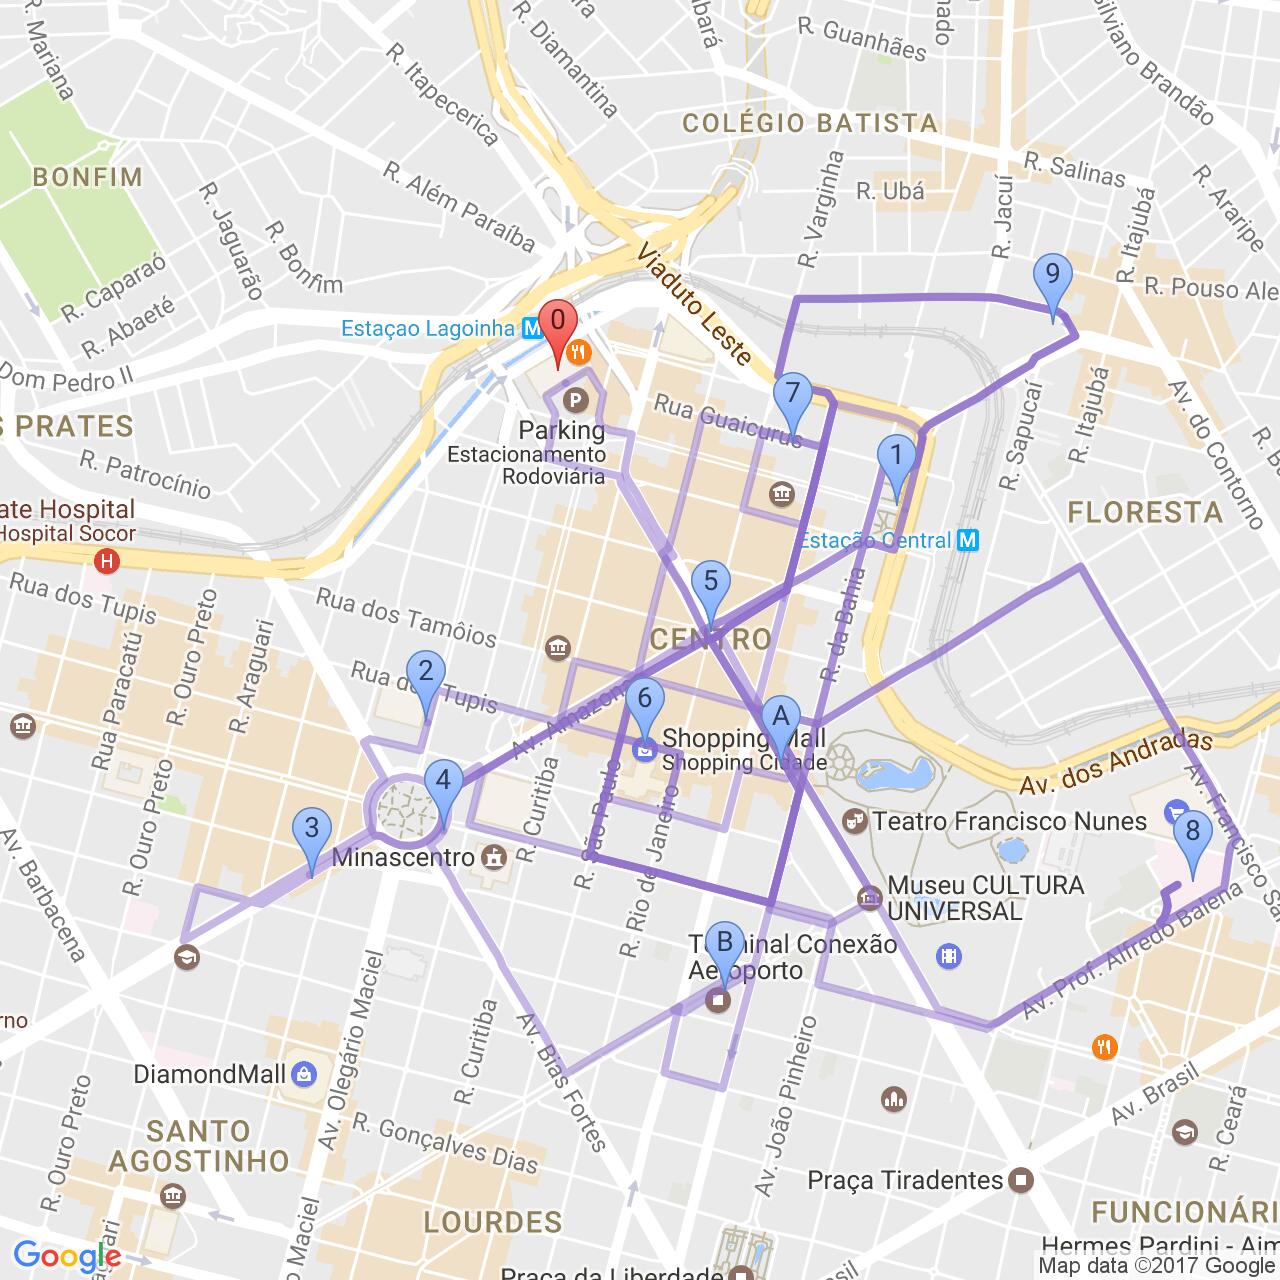 R. Mariana
R. Diamantina
R. Guanhães
R. Itapecerica
COLÉGIO BATISTA
Silviano Brandão
R. Salinas
R. Além Paraíba
BONFIM
R. Varginha
R. Ubá
R. Jacuí
R. Itajubá
R. Araripe
R. Jaguarão
R. Bonfim
R. Caparaó
R. Abaeté
Viaduto Leste
R. Pouso Ale
9
Estaçao Lagoinha
M
0
Dom Pedro II
7
Rua Guaicurus
P
Parking
Estacionamento
Rodoviária
S PRATES
R. Patrocínio
R. Sapucaí
R. Itajubá
Av. do Contorno
1
ate Hospital
Hospital Socor
H
FLORESTA
Estação Central
M
Rua dos Tupis
R. Ouro Preto
R. Araguari
Rua Paracatú
Rua dos Tamôios
5
CENTRO
R. da Bahia
2
Rua dos Tupis
6
A
Av. Amazonas
Shopping Mall
Shopping Cidade
Av. dos Andradas
R. Curitiba
R. São Paulo
R. Rio de Janeiro
R. Ouro Preto
4
3
Minascentro
Teatro Francisco Nunes
8
Av. Francisco Sa
Museu CULTURA
UNIVERSAL
Av. Barbacena
B
Terminal Conexão
Aeroporto
Av. Prof. Alfredo Balena
rno
R. Curitiba
Av. Bias Fortes
Av. João Pinheiro
DiamondMall
Av. Olegário Maciel
R. Ouro Preto
Av. Brasil
R. Ceará
SANTO
AGOSTINHO
R. Gonçalves Dias
Praça Tiradentes
LOURDES
FUNCIONÁRI
Maciel
Google
Praça da Liberdade
Hermes Pardini - Aim
Map data ©2017 Google